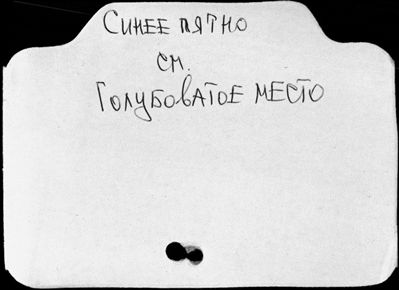 Синее пятно
см.
Голубоватое место